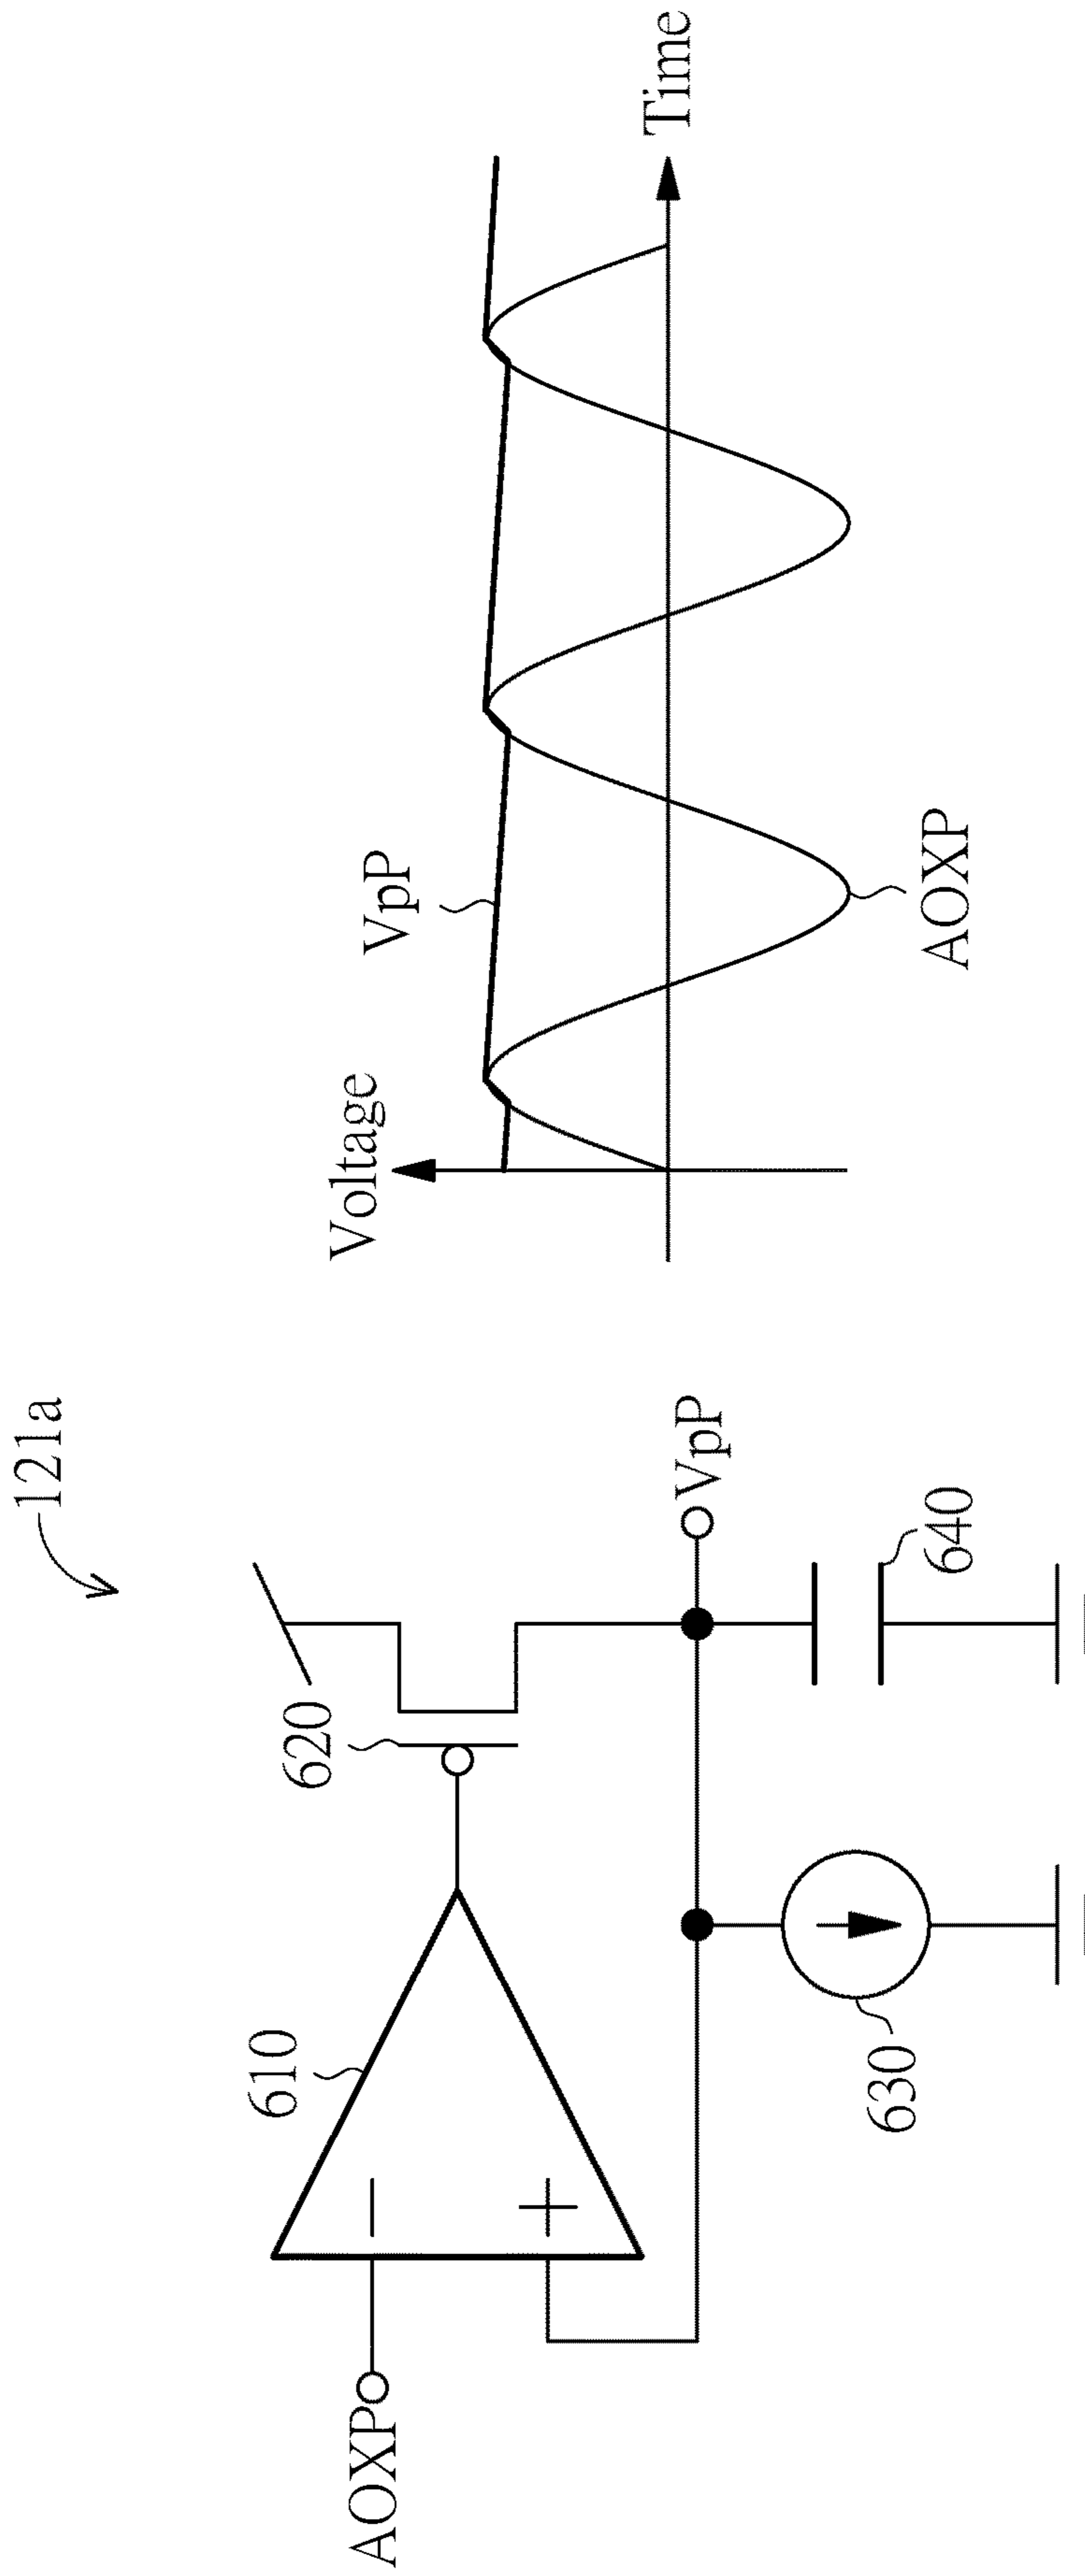 121a
610
620
AOXP
−
+
VpP
630
640
Voltage
VpP
Time
AOXP